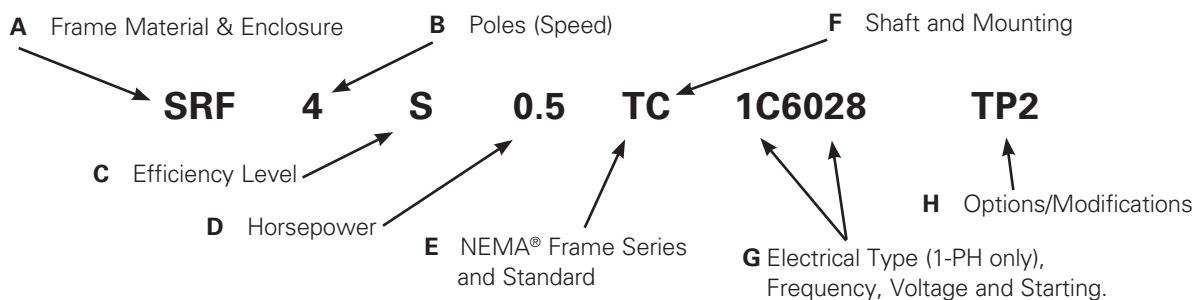 A Frame Material & Enclosure
B Poles (Speed)
F Shaft and Mounting
SRF 4 S 0.5 TC 1C6028 TP2
C Efficiency Level
D Horsepower
E NEMA® Frame Series
and Standard
G Electrical Type (1-PH only),
Frequency, Voltage and Starting.
H Options/Modifications